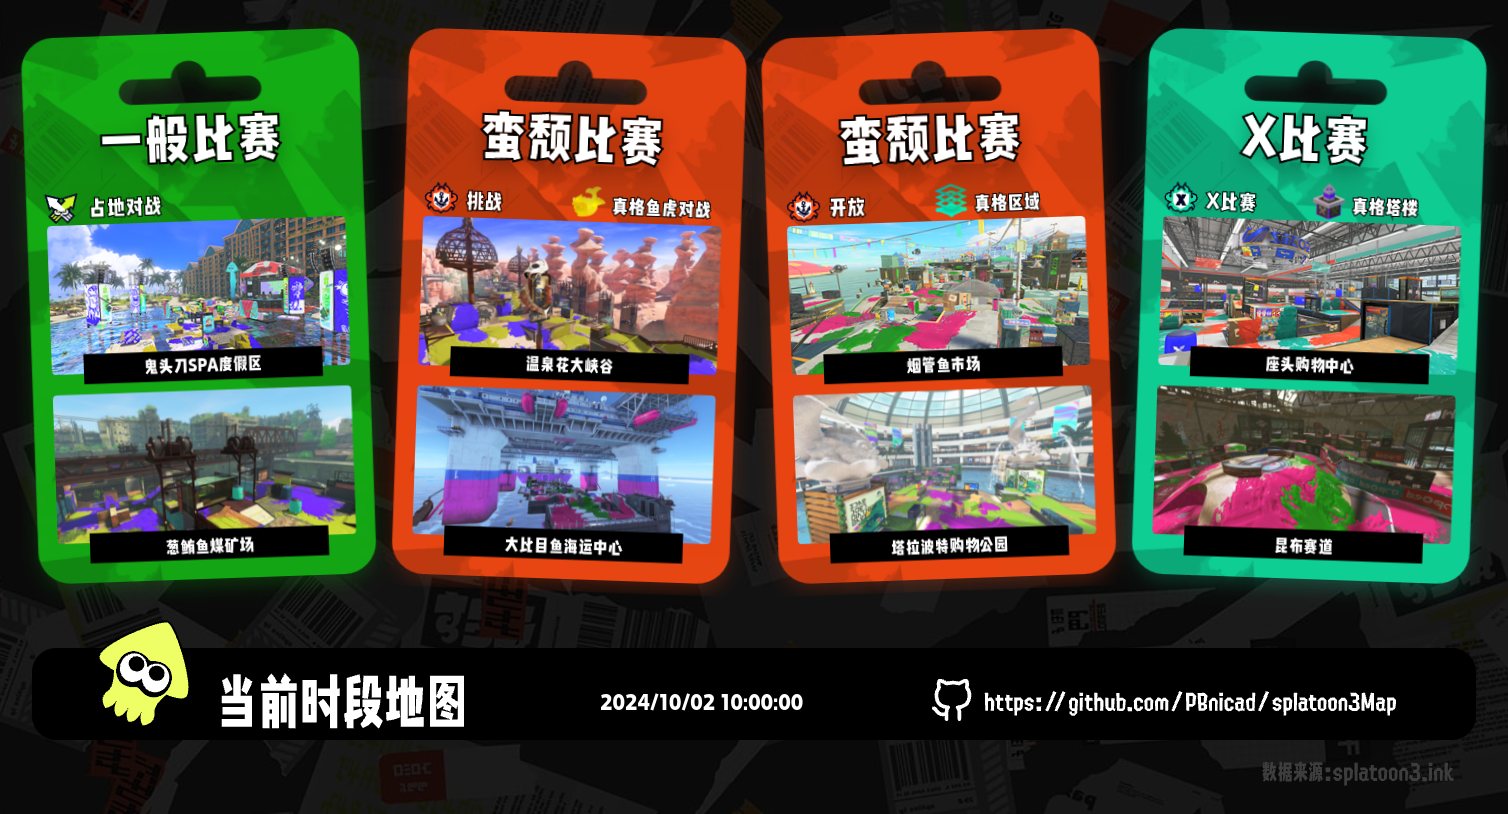 一般比赛
占地对战
鬼头刀SPA度假区
葱鲔鱼煤矿场
蛮颓比赛
挑战
真格鱼虎对战
温泉花大峡谷
大比目鱼海运中心
蛮颓比赛
开放
真格区域
烟管鱼市场
塔拉波特购物公园
X比赛
X比赛
真格塔楼
座头购物中心
昆布赛道
当前时段地图
2024/10/02 10:00:00
https://github.com/PBnicad/splatoon3Map
数据来源:splatoon3.ink